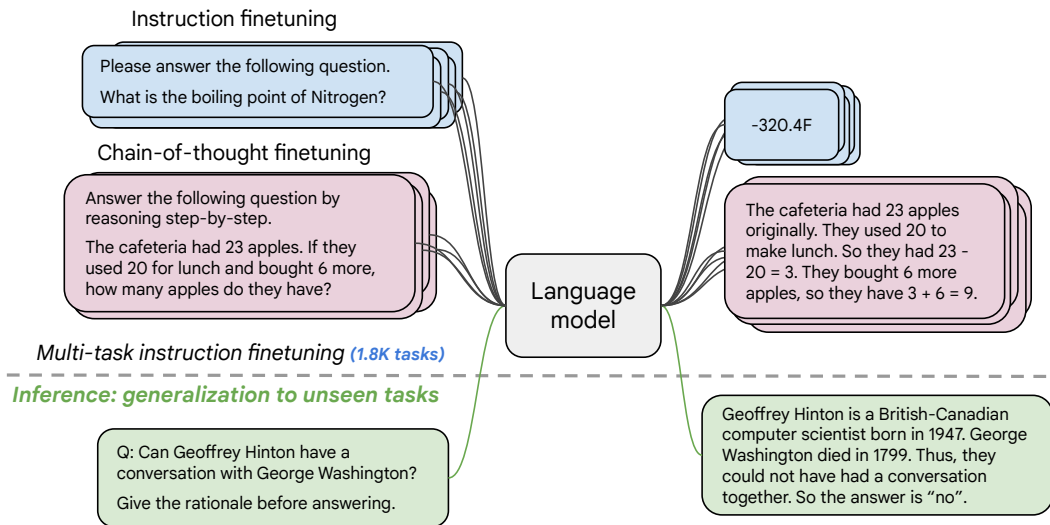 Instruction finetuning
Please answer the following question.
What is the boiling point of Nitrogen?
-320.4F
Chain-of-thought finetuning
Answer the following question by
reasoning step-by-step.
The cafeteria had 23 apples. If they
used 20 for lunch and bought 6 more,
how many apples do they have?
Language
model
The cafeteria had 23 apples
originally. They used 20 to
make lunch. So they had 23 -
20 = 3. They bought 6 more
apples, so they have 3 + 6 = 9.
Multi-task instruction finetuning (1.8K tasks)
Inference: generalization to unseen tasks
Q: Can Geoffrey Hinton have a
conversation with George Washington?
Give the rationale before answering.
Geoffrey Hinton is a British-Canadian
computer scientist born in 1947. George
Washington died in 1799. Thus, they
could not have had a conversation
together. So the answer is “no”.